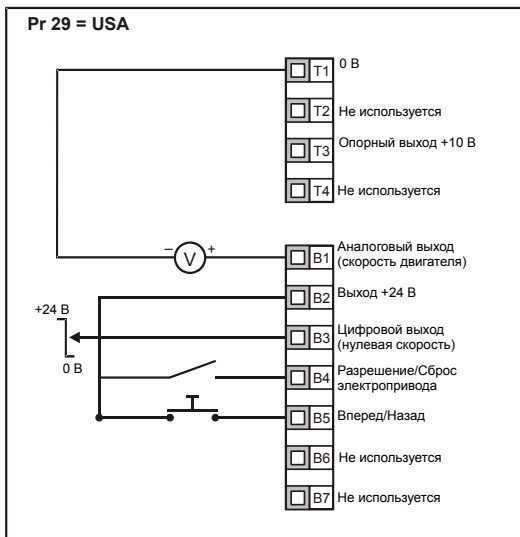 Pr 29 = USA
T1 0 В
T2 Не используется
T3 Опорный выход +10 В
T4 Не используется
– V +
B1 Аналоговый выход
(скорость двигателя)
B2 Выход +24 В
+24 В
B3 Цифровой выход
(нулевая скорость)
0 В
B4 Разрешение/Сброс
электропривода
B5 Вперед/Назад
B6 Не используется
B7 Не используется